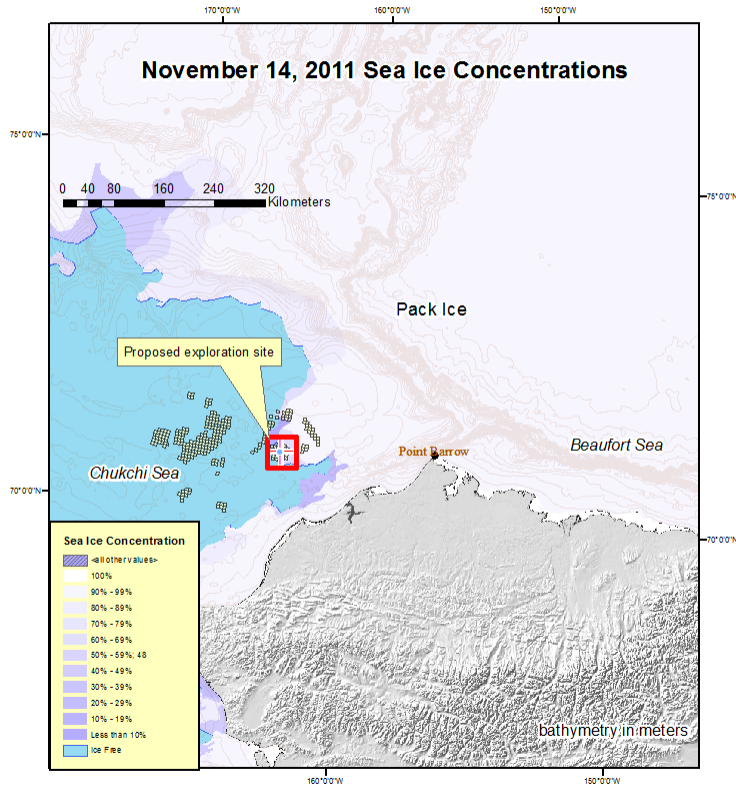 170°0'0"W 160°0'0"W 150°0'0"W
November 14, 2011 Sea Ice Concentrations
75°0'0"N
0 40 80 160 240 320
Kilometers
75°0'0"N
Pack Ice
Proposed exploration site
Point Barrow
Beaufort Sea
Chukchi Sea
70°0'0"N
70°0'0"N
Sea Ice Concentration
<all other values>
100%
90% - 99%
80% - 89%
70% - 79%
60% - 69%
50% - 59%; 48
40% - 49%
30% - 39%
20% - 29%
10% - 19%
Less than 10%
Ice Free
bathymetry in meters
160°0'0"W 150°0'0"W